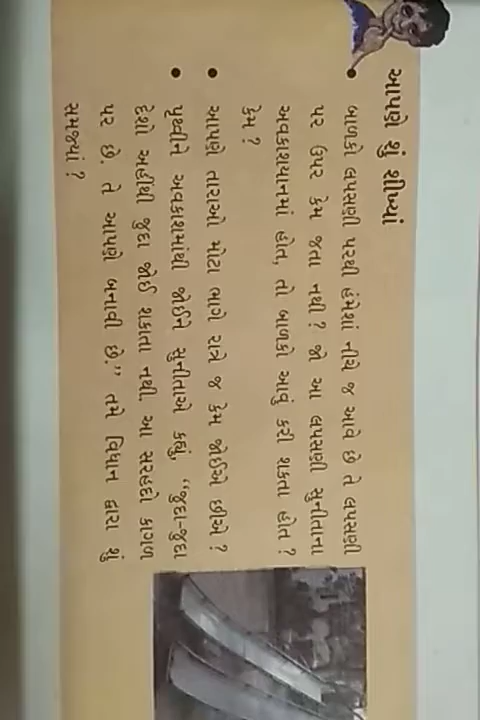 આપણે શું શીખ્યાં
• બાળકો લપસણી પરથી હંમેશાં નીચે જ આવે છે તે લપસણી
પર ઉપર કેમ જતા નથી? જો આ લપસણી સુનીતાના
અવકાશયાનમાં હોત, તો બાળકો આવું કરી શકતા હોત ?
કેમ ?
• આપણે તારાઓ મોટા ભાગે રાત્રે જ કેમ જોઈએ છીએ ?
• પૃથ્વીને અવકાશમાંથી જોઈને સુનીતાએ કહ્યું, “જુદા-જુદા
દેશો અહીંથી જુદા જોઈ શકાતા નથી. આ સરહદો કાગળ
પર છે. તે આપણે બનાવી છે.” તમે વિધાન દ્વારા શું
સમજ્યાં ?